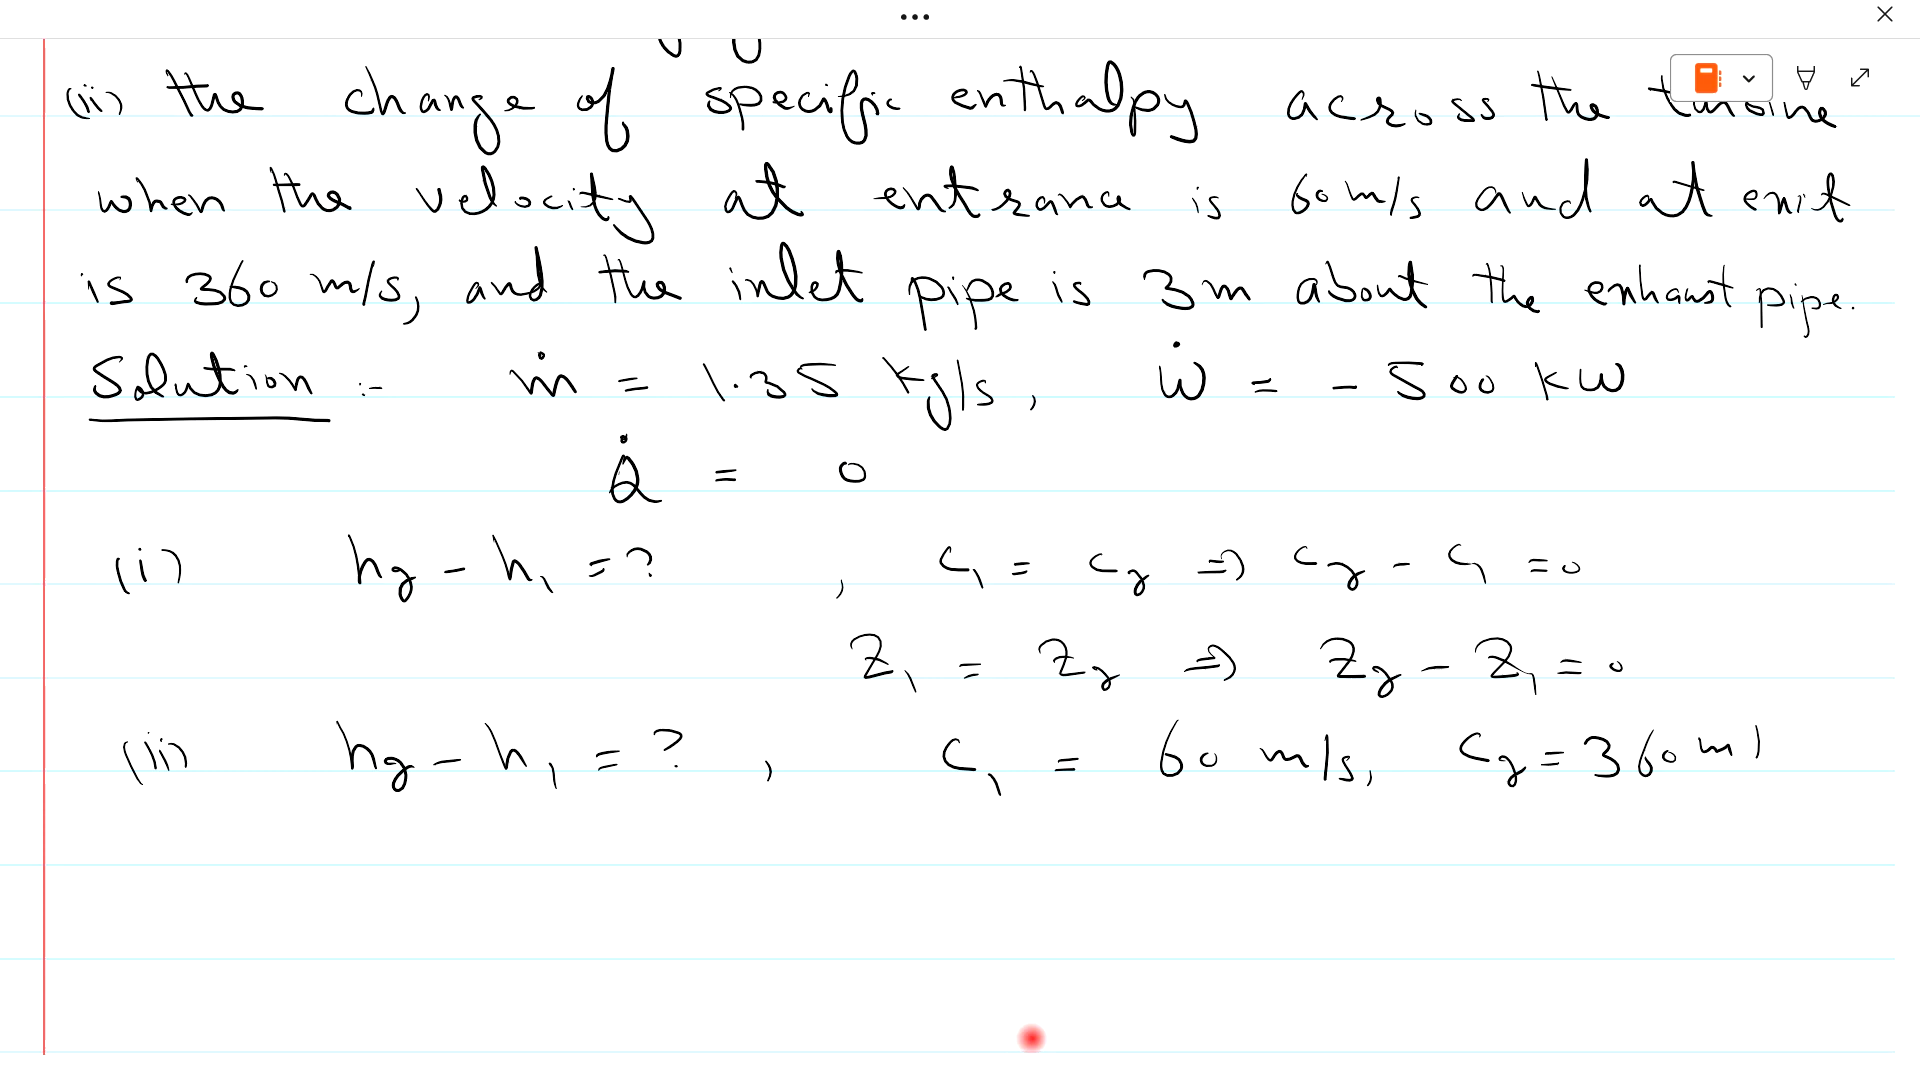 (ii) the change of specific enthalpy across the turbine
when the velocity at entrance is 60 m/s and at exit
is 360 m/s, and the inlet pipe is 3 m about the exhaust pipe.
Solution :- ṁ = 1.35 kg/s, Ẇ = - 500 kW
Q̇ = 0
(i) h₂ - h₁ = ? , C₁ = C₂ ⇒ C₂ - C₁ = 0
Z₁ = Z₂ ⇒ Z₂ - Z₁ = 0
(ii) h₂ - h₁ = ? , C₁ = 60 m/s, C₂ = 360 m/